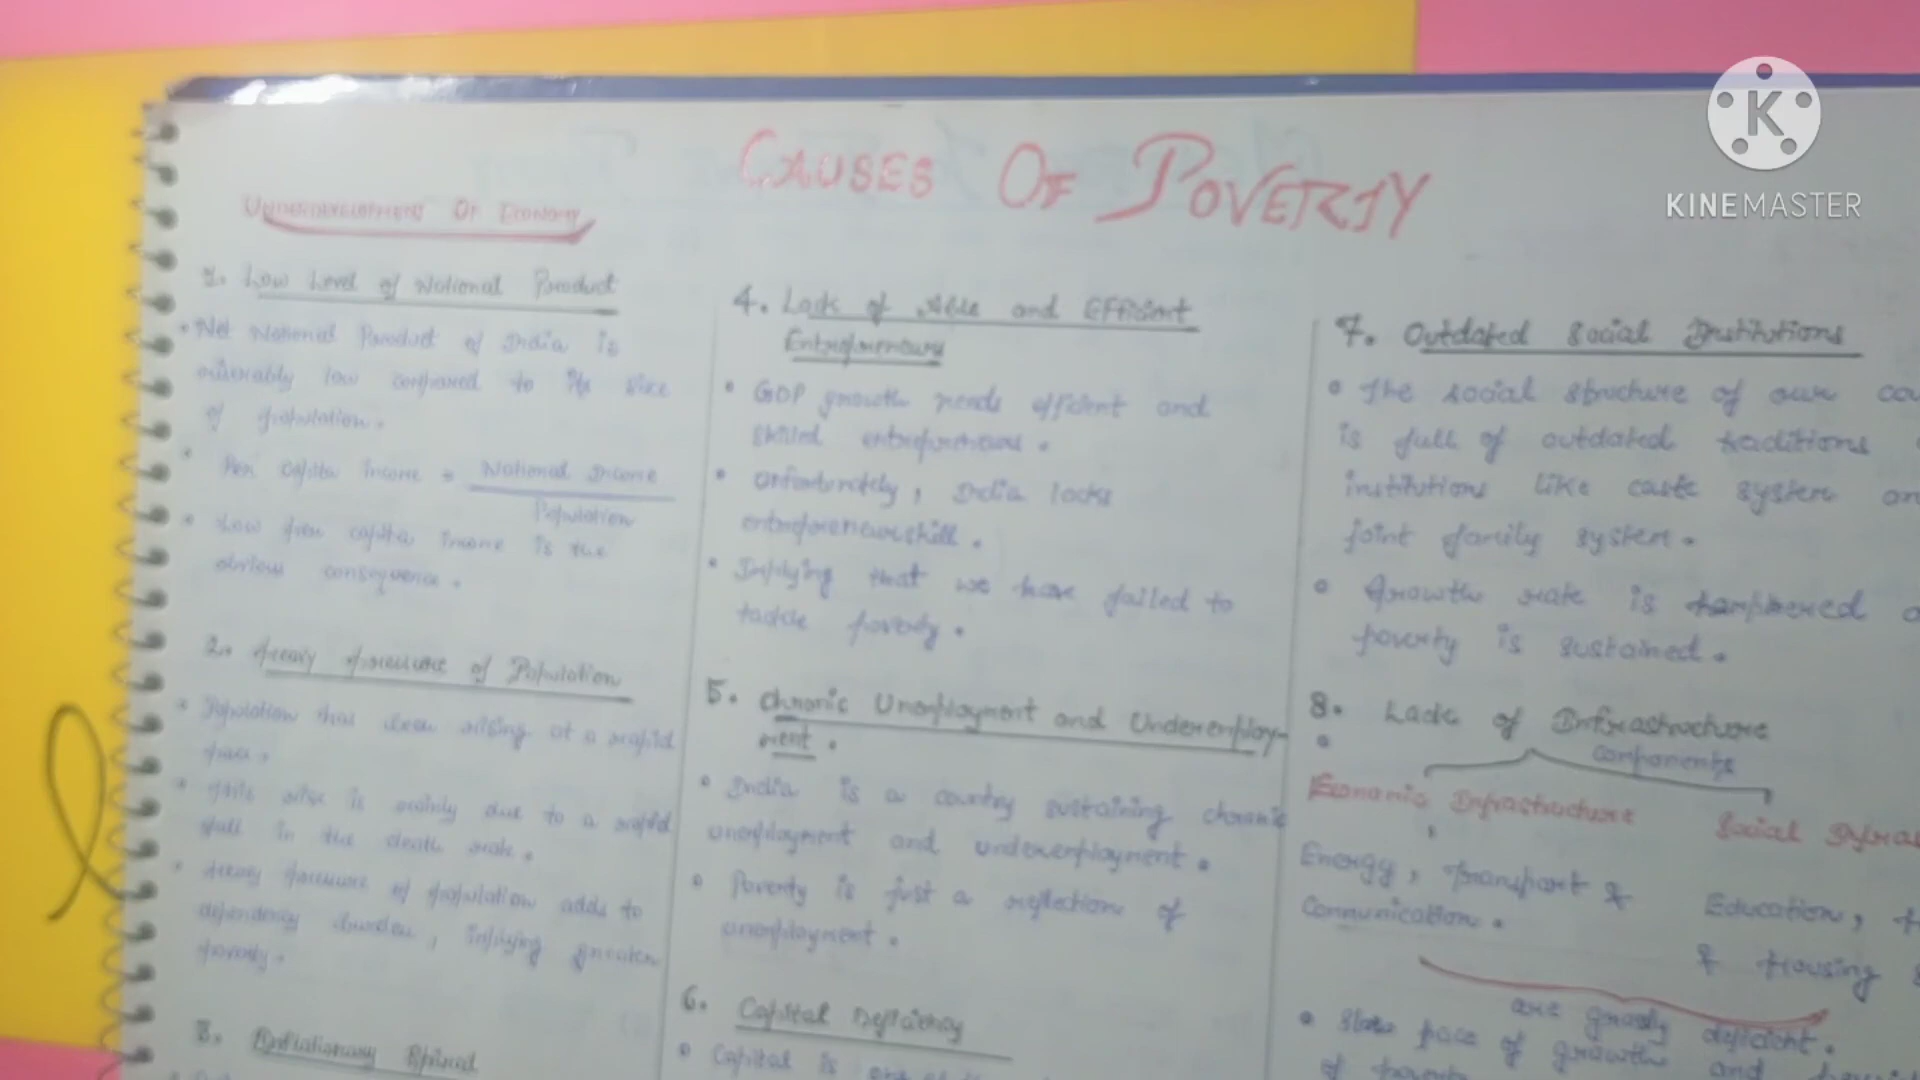 CAUSES OF POVERTY
UNDERDEVELOPMENT OF ECONOMY
1. Low Level of National Product
• Net National Product of India is
miserably low compared to its size
of population.
• Per capita income = National Income
Population
• Low per capita income is the
obvious consequence.
2. Heavy pressure of Population
• Population has been rising at a rapid
pace.
• This rise is mainly due to a rapid
fall in the death rate.
• Heavy pressure of population adds to
dependency burden, implying greater
poverty.
3. Inflationary Spiral
4. Lack of Able and Efficient
Entrepreneurs
• GDP growth needs efficient and
skilled entrepreneurs.
• Unfortunately, India lacks
entrepreneurskill.
• Implying that we have failed to
tackle poverty.
5. Chronic Unemployment and Underemploy-
ment.
• India is a country sustaining chronic
unemployment and underemployment.
• Poverty is just a reflection of
unemployment.
6. Capital Deficiency
• Capital is
7. Outdated Social Institutions
• The social structure of our
is full of outdated traditions
institutions like caste system
joint family system.
• Growth rate is hampered
poverty is sustained.
8. Lack of Infrastructure
• components
Economic Infrastructure Social
Energy, Transport & Education,
Communication. & Housing
are grossly deficient.
• Slow pace of growth and
of poverty
KINEMASTER